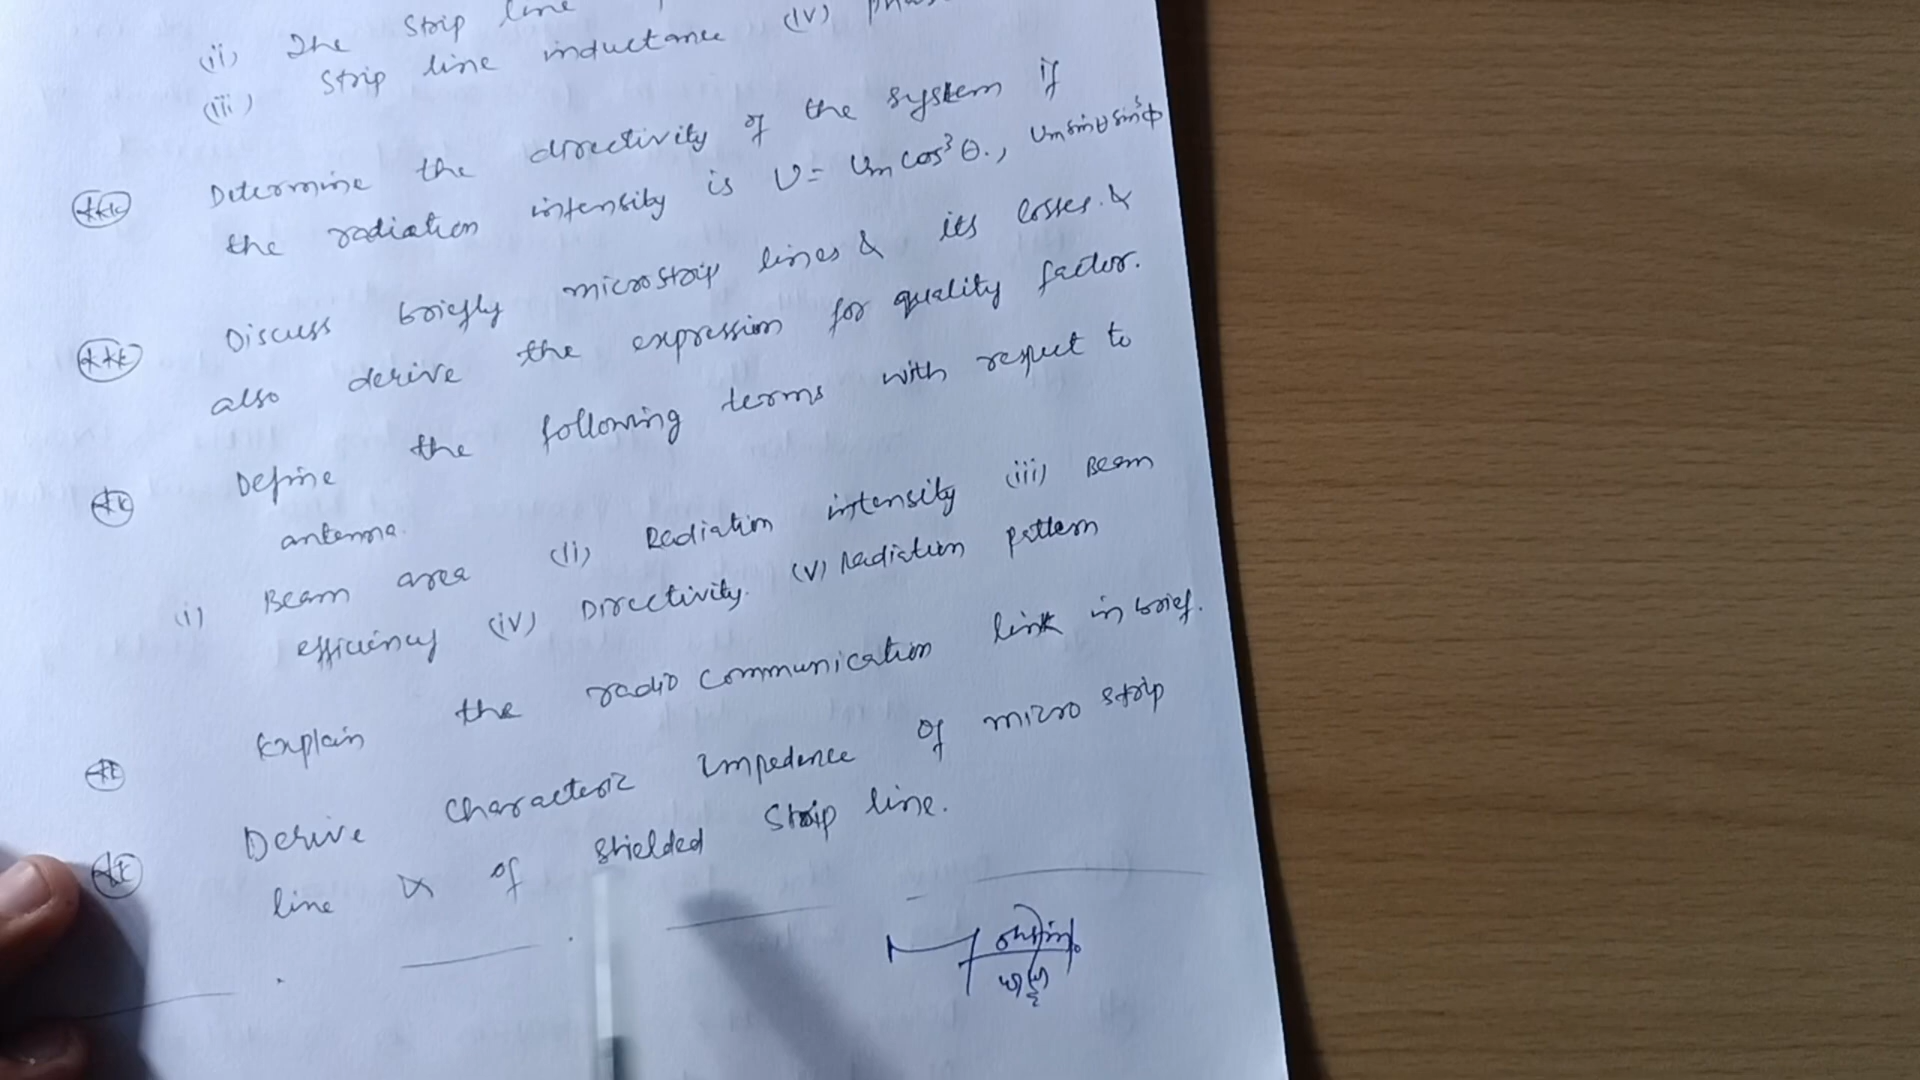 (ii) The strip line
(iii) Strip line inductance (iv)
*** Determine the directivity of the system if
the radiation intensity is U = Um cos³θ., Um sinθ sin³φ
*** Discuss briefly microstrip lines & its losses. &
also derive the expression for quality factor.
** Define the following terms with respect to
antenna.
(i) Beam area (ii) Radiation intensity (iii) Beam
efficiency (iv) Directivity. (v) Radiation pattern
** Explain the radio communication link in brief.
** Derive characteriz impedence of micro strip
line & of shielded strip line.